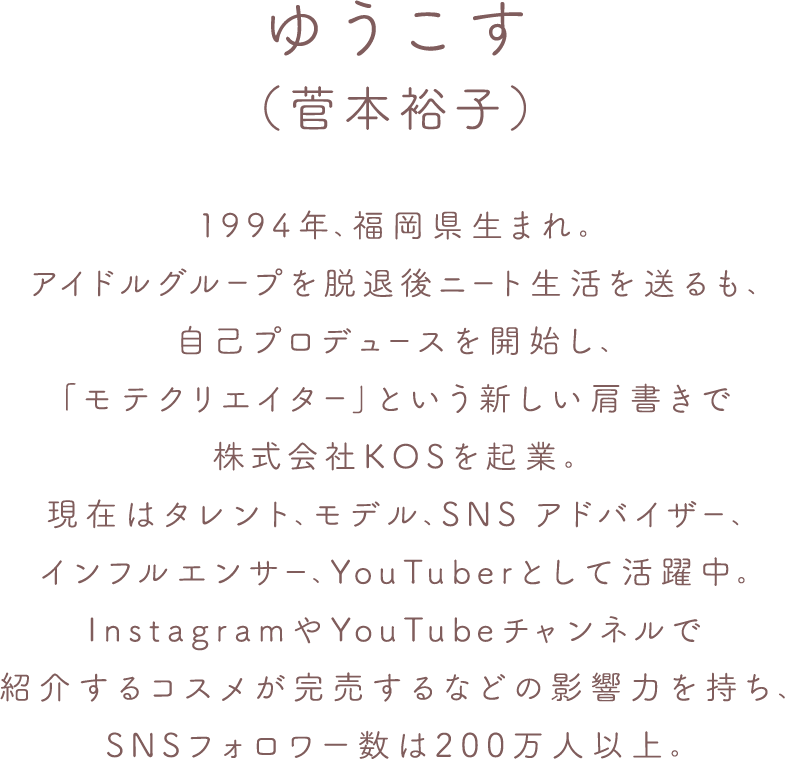 ゆうこす
（菅本裕子）
1994年、福岡県生まれ。
アイドルグループを脱退後ニート生活を送るも、
自己プロデュースを開始し、
「モテクリエイター」という新しい肩書きで
株式会社KOSを起業。
現在はタレント、モデル、SNS アドバイザー、
インフルエンサー、YouTuberとして活躍中。
InstagramやYouTubeチャンネルで
紹介するコスメが完売するなどの影響力を持ち、
SNSフォロワー数は200万人以上。